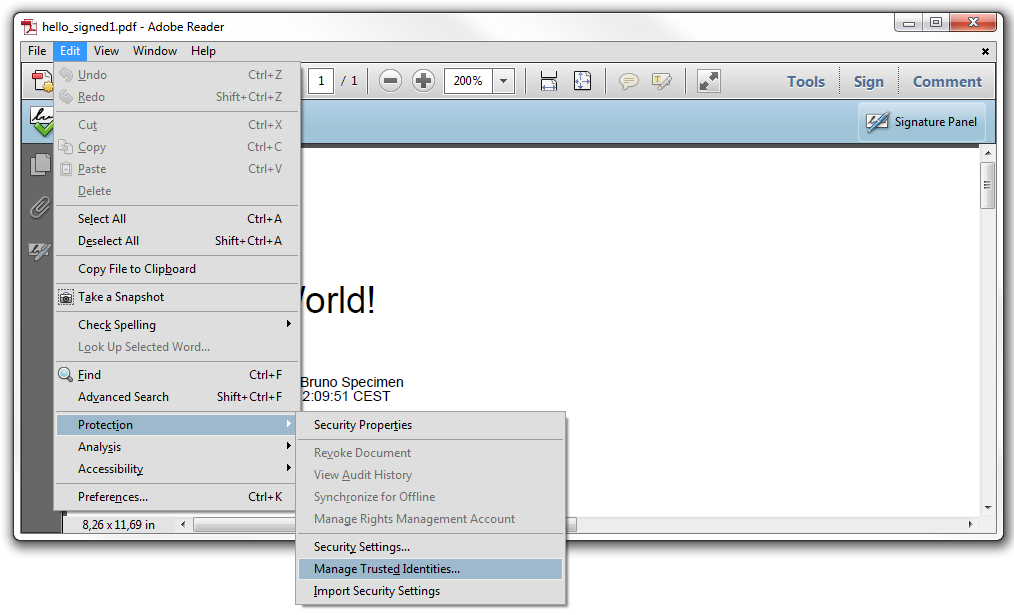 hello_signed1.pdf - Adobe Reader
File Edit View Window Help
1 / 1 200% Tools Sign Comment
Signature Panel
Undo Ctrl+Z
Redo Shift+Ctrl+Z
Cut Ctrl+X
Copy Ctrl+C
Paste Ctrl+V
Delete
Select All Ctrl+A
Deselect All Shift+Ctrl+A
Copy File to Clipboard
Take a Snapshot
Check Spelling
Look Up Selected Word...
Find Ctrl+F
Advanced Search Shift+Ctrl+F
Protection
Analysis
Accessibility
Preferences... Ctrl+K
orld!
Bruno Specimen
2:09:51 CEST
Security Properties
Revoke Document
View Audit History
Synchronize for Offline
Manage Rights Management Account
Security Settings...
Manage Trusted Identities...
Import Security Settings
8,26 x 11,69 in